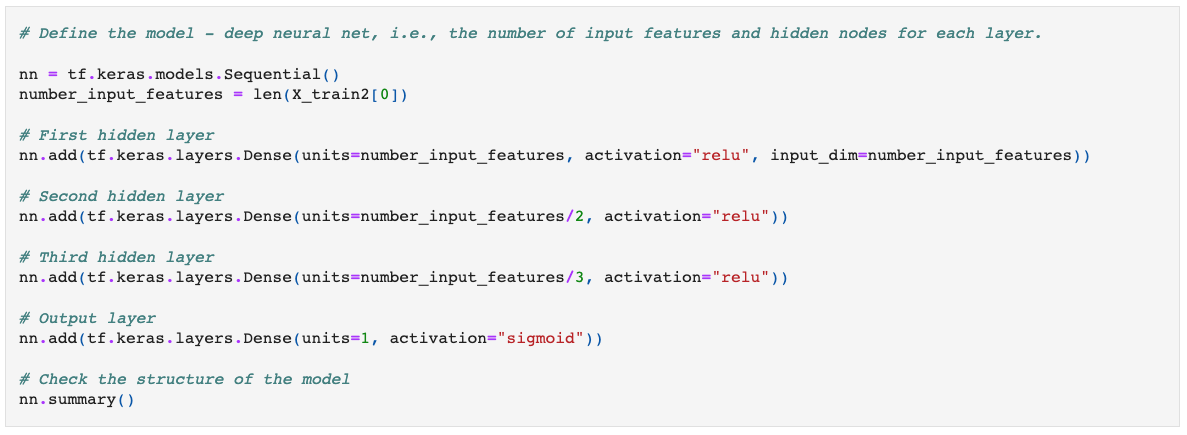 # Define the model - deep neural net, i.e., the number of input features and hidden nodes for each layer.
nn = tf.keras.models.Sequential()
number_input_features = len(X_train2[0])
# First hidden layer
nn.add(tf.keras.layers.Dense(units=number_input_features, activation="relu", input_dim=number_input_features))
# Second hidden layer
nn.add(tf.keras.layers.Dense(units=number_input_features/2, activation="relu"))
# Third hidden layer
nn.add(tf.keras.layers.Dense(units=number_input_features/3, activation="relu"))
# Output layer
nn.add(tf.keras.layers.Dense(units=1, activation="sigmoid"))
# Check the structure of the model
nn.summary()